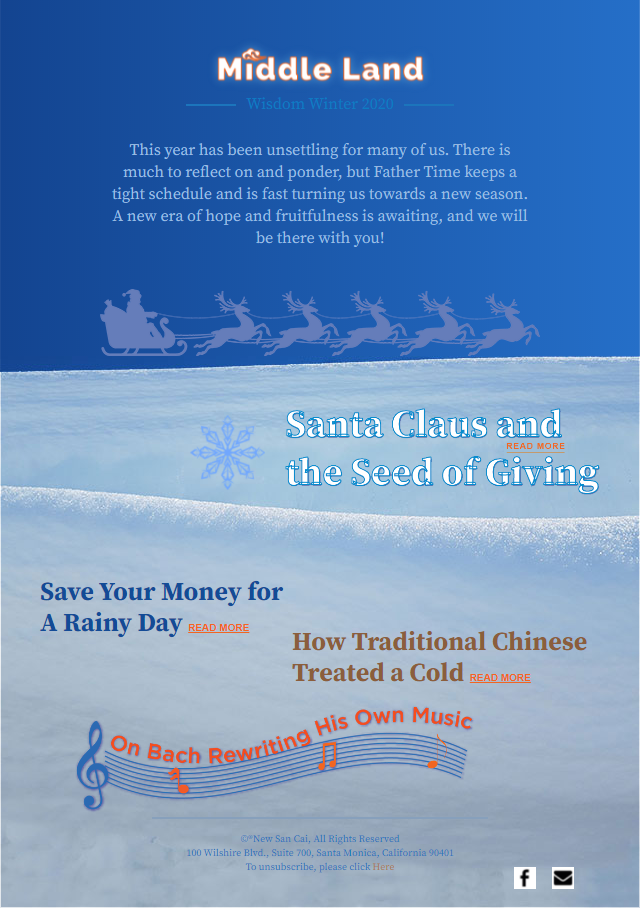 Middle Land
Wisdom Winter 2020
This year has been unsettling for many of us. There is
much to reflect on and ponder, but Father Time keeps a
tight schedule and is fast turning us towards a new season.
A new era of hope and fruitfulness is awaiting, and we will
be there with you!
Santa Claus and
READ MORE
the Seed of Giving
Save Your Money for
A Rainy Day READ MORE
How Traditional Chinese
Treated a Cold READ MORE
On Bach Rewriting His Own Music
©®New San Cai, All Rights Reserved
100 Wilshire Blvd., Suite 700, Santa Monica, California 90401
To unsubscribe, please click Here